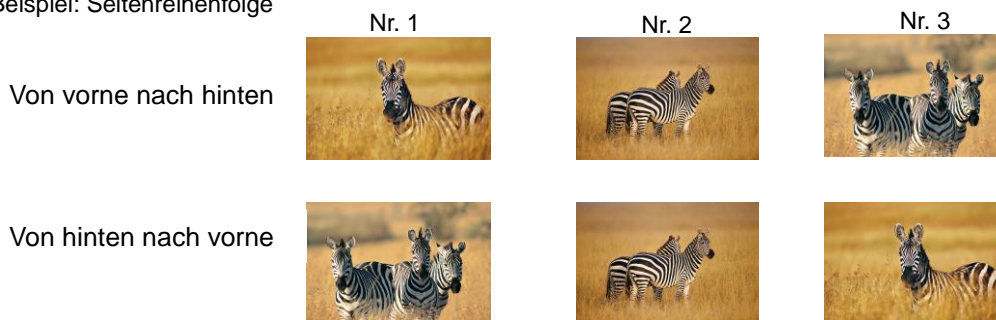 Beispiel: Seitenreihenfolge
Nr. 1
Nr. 2
Nr. 3
Von vorne nach hinten
Von hinten nach vorne